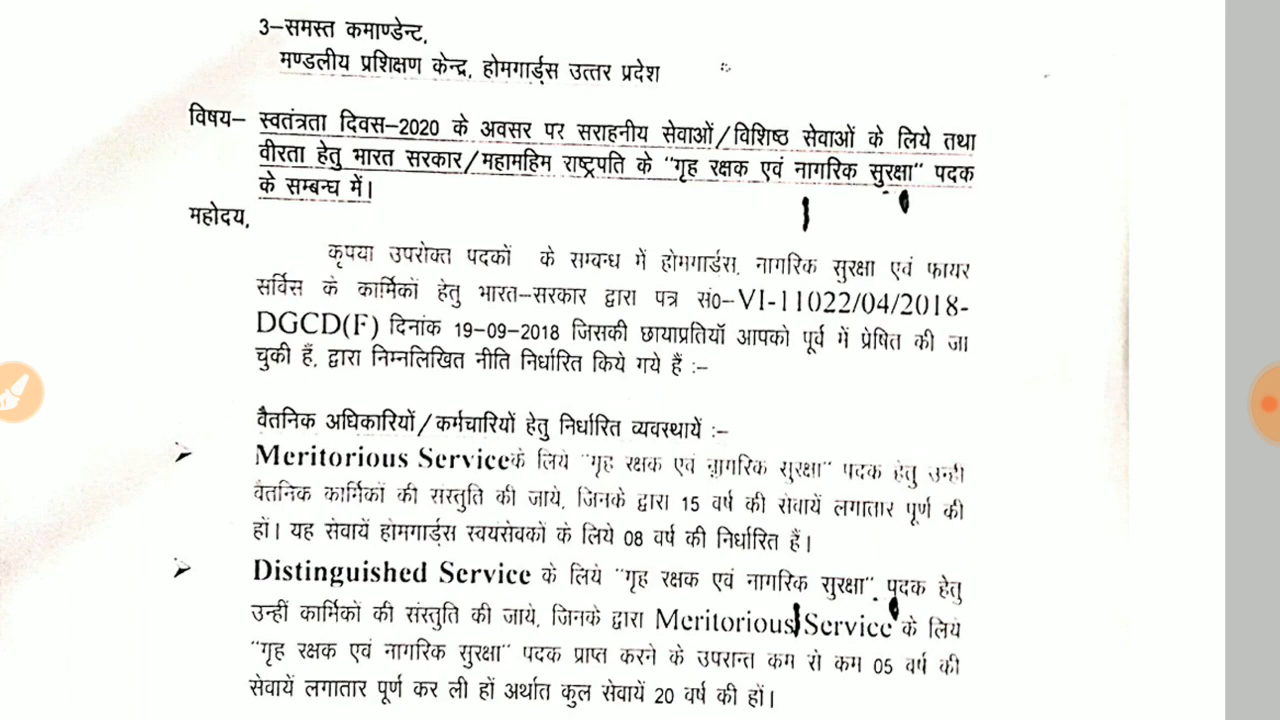 3–समस्त कमाण्डेन्ट,
मण्डलीय प्रशिक्षण केन्द्र, होमगार्ड्स उत्तर प्रदेश
विषय– स्वतंत्रता दिवस–2020 के अवसर पर सराहनीय सेवाओं/विशिष्ठ सेवाओं के लिये तथा
वीरता हेतु भारत सरकार/महामहिम राष्ट्रपति के "गृह रक्षक एवं नागरिक सुरक्षा" पदक
के सम्बन्ध में।
महोदय,
कृपया उपरोक्त पदकों के सम्बन्ध में होमगार्ड्स, नागरिक सुरक्षा एवं फायर
सर्विस के कार्मिकों हेतु भारत–सरकार द्वारा पत्र सं0–VI-11022/04/2018-
DGCD(F) दिनांक 19-09-2018 जिसकी छायाप्रतियॉ आपको पूर्व में प्रेषित की जा
चुकी हैं, द्वारा निम्नलिखित नीति निर्धारित किये गये हैं :–
वैतनिक अधिकारियों/कर्मचारियों हेतु निर्धारित व्यवस्थायें :–
➢ Meritorious Serviceके लिये "गृह रक्षक एवं नागरिक सुरक्षा" पदक हेतु उन्ही
वैतनिक कार्मिकों की संस्तुति की जाये, जिनके द्वारा 15 वर्ष की सेवायें लगातार पूर्ण की
हों। यह सेवायें होमगार्ड्स स्वयसेवकों के लिये 08 वर्ष की निर्धारित हैं।
➢ Distinguished Service के लिये "गृह रक्षक एवं नागरिक सुरक्षा" पदक हेतु
उन्हीं कार्मिकों की संस्तुति की जाये, जिनके द्वारा Meritorious Service के लिये
"गृह रक्षक एवं नागरिक सुरक्षा" पदक प्राप्त करने के उपरान्त कम से कम 05 वर्ष की
सेवायें लगातार पूर्ण कर ली हों अर्थात कुल सेवायें 20 वर्ष की हों।